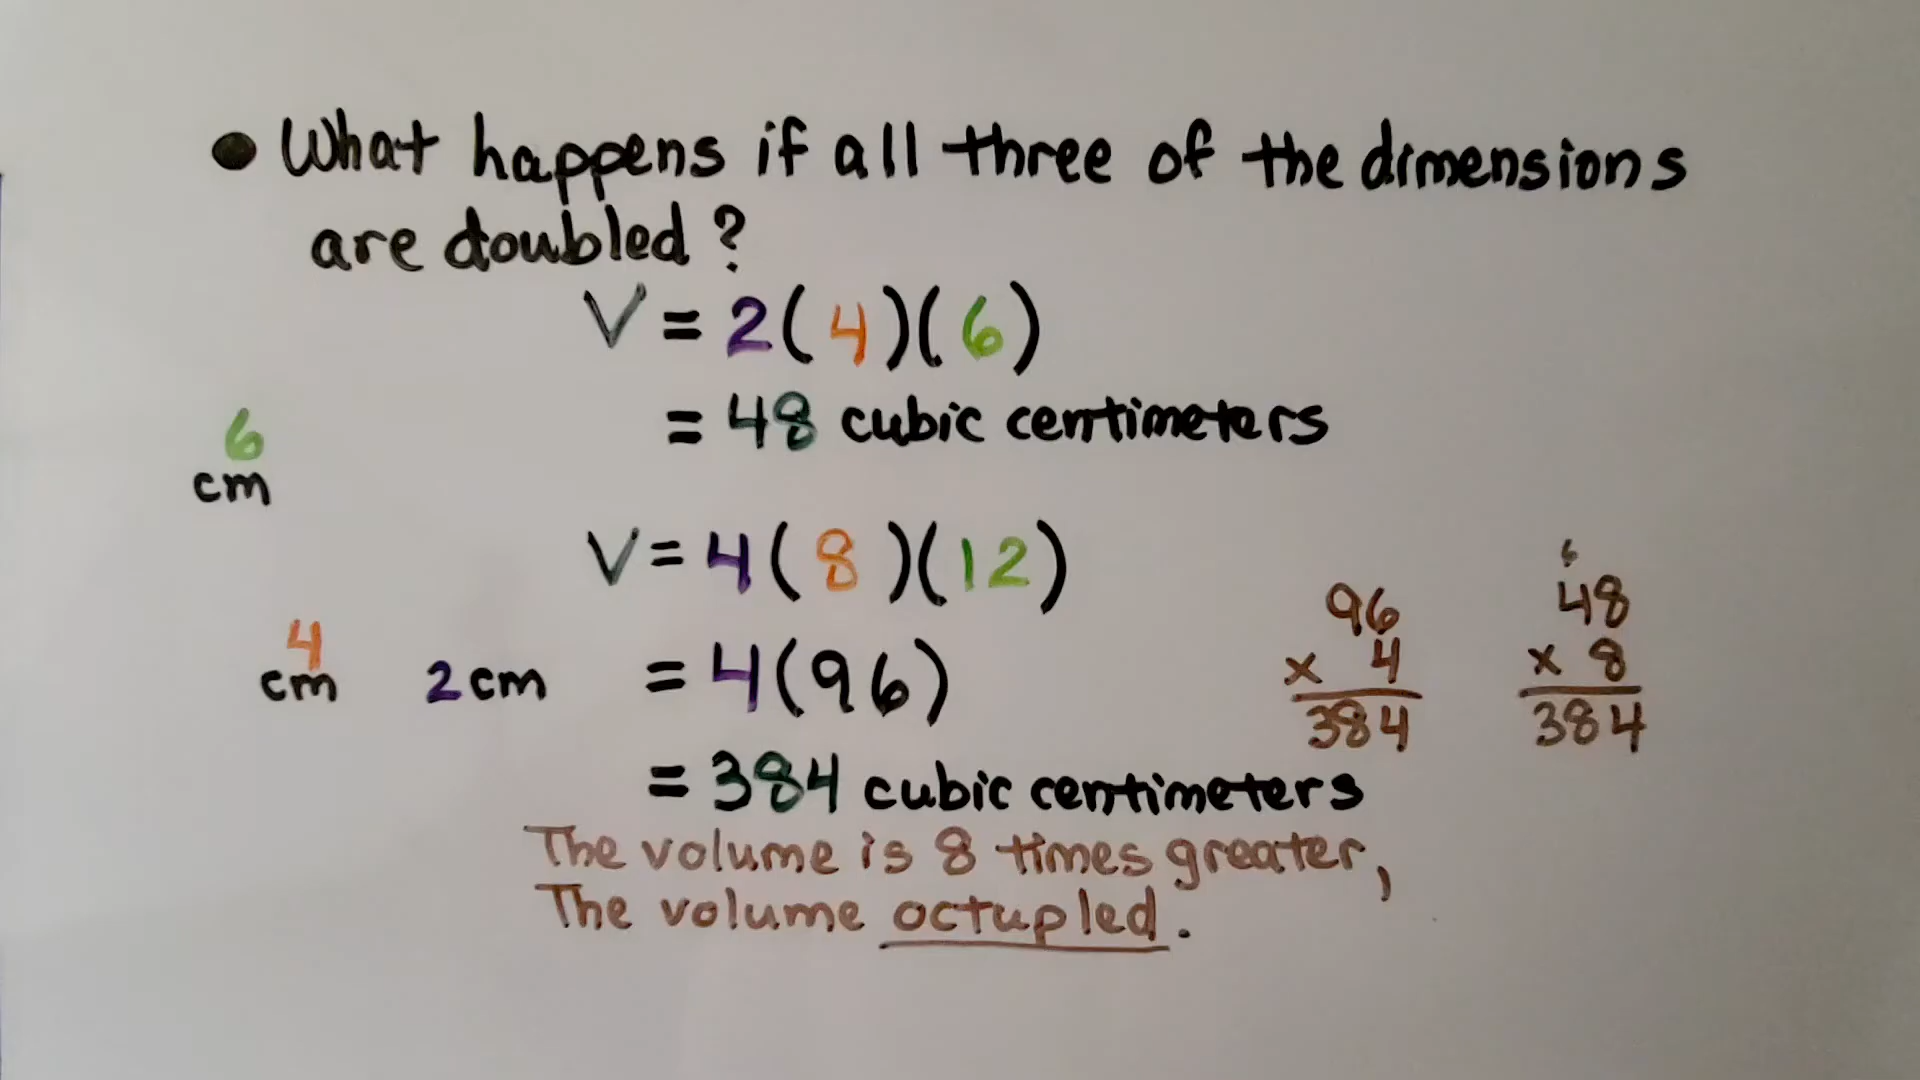 ● What happens if all three of the dimensions
are doubled?
V = 2(4)(6)
= 48 cubic centimeters
6
cm
V = 4(8)(12)
4
cm
2 cm
= 4(96)
= 384 cubic centimeters
96
x 4
384
6
48
x 8
384
The volume is 8 times greater,
The volume octupled.